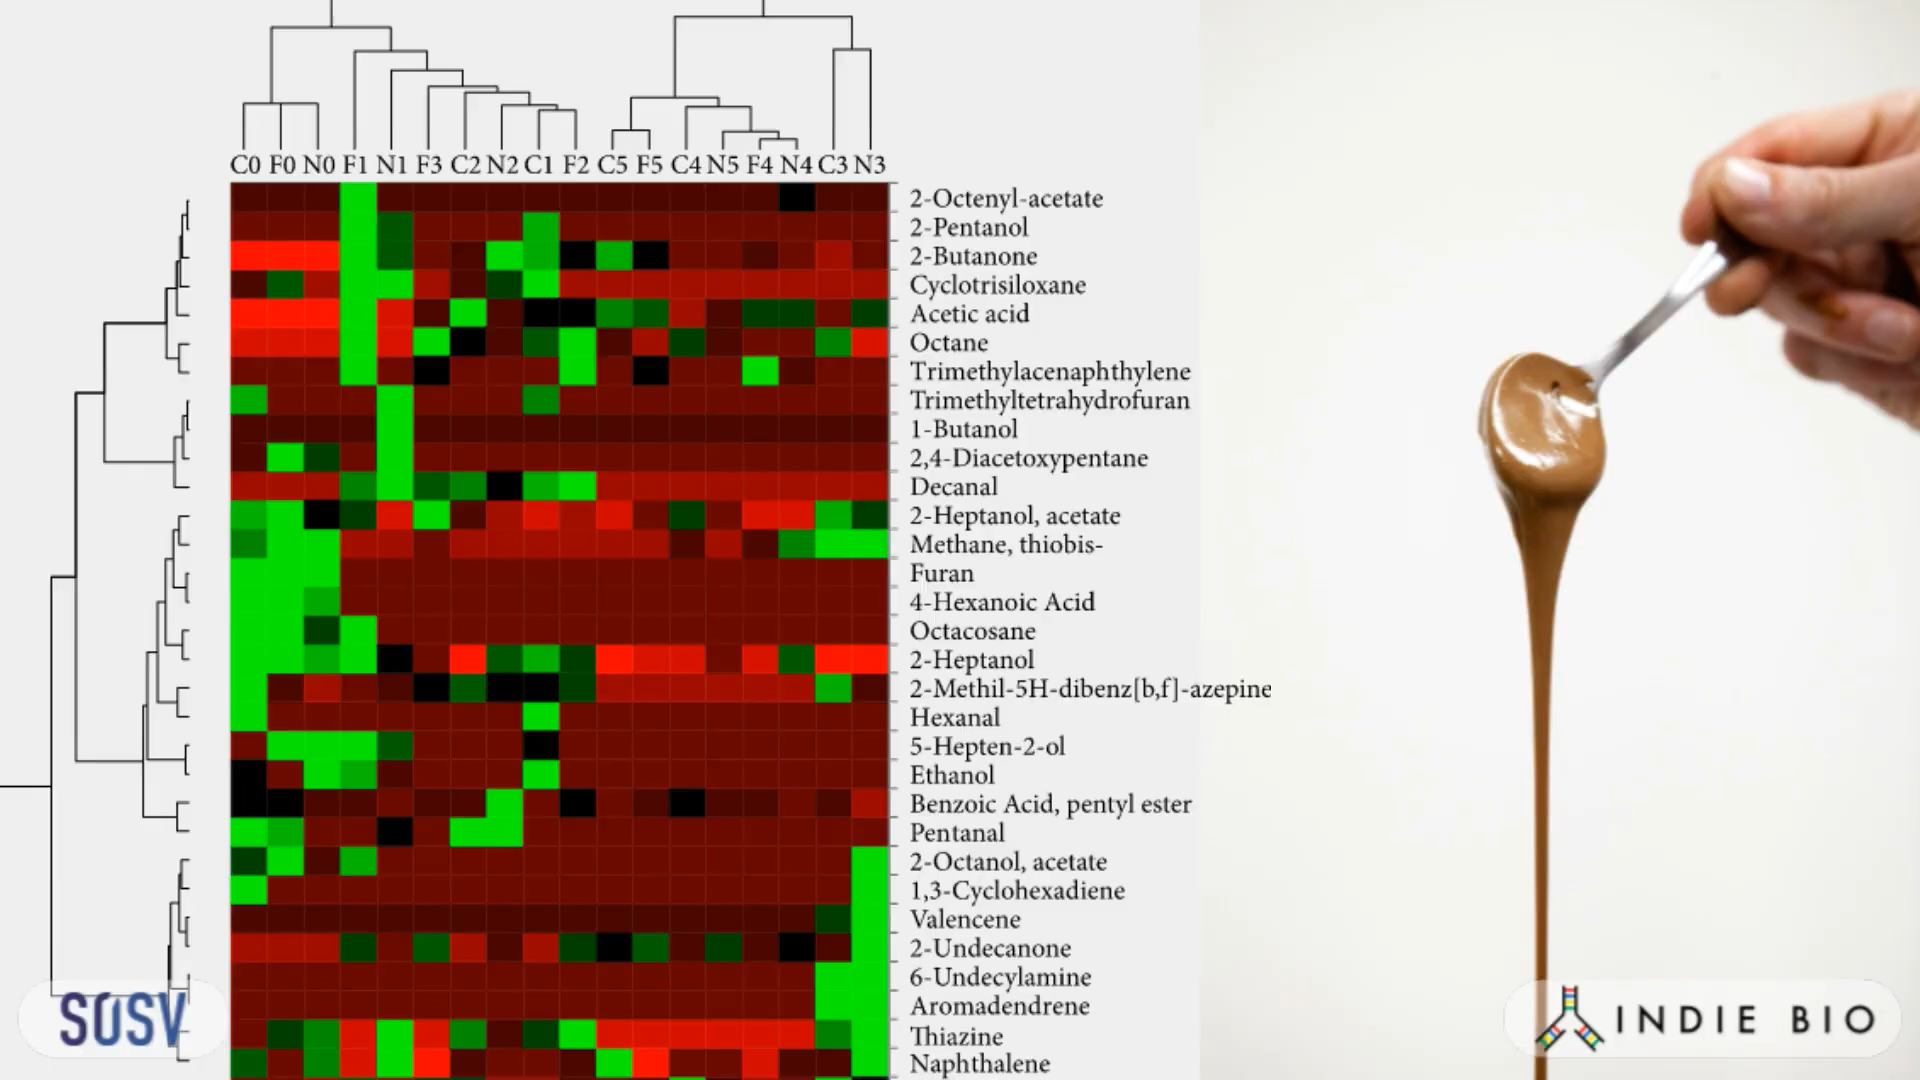 C0 F0 N0 F1 N1 F3 C2 N2 C1 F2 C5 F5 C4 N5 F4 N4 C3 N3
2-Octenyl-acetate
2-Pentanol
2-Butanone
Cyclotrisiloxane
Acetic acid
Octane
Trimethylacenaphthylene
Trimethyltetrahydrofuran
1-Butanol
2,4-Diacetoxypentane
Decanal
2-Heptanol, acetate
Methane, thiobis-
Furan
4-Hexanoic Acid
Octacosane
2-Heptanol
2-Methil-5H-dibenz[b,f]-azepine
Hexanal
5-Hepten-2-ol
Ethanol
Benzoic Acid, pentyl ester
Pentanal
2-Octanol, acetate
1,3-Cyclohexadiene
Valencene
2-Undecanone
6-Undecylamine
Aromadendrene
Thiazine
Naphthalene
SOSV
INDIE BIO